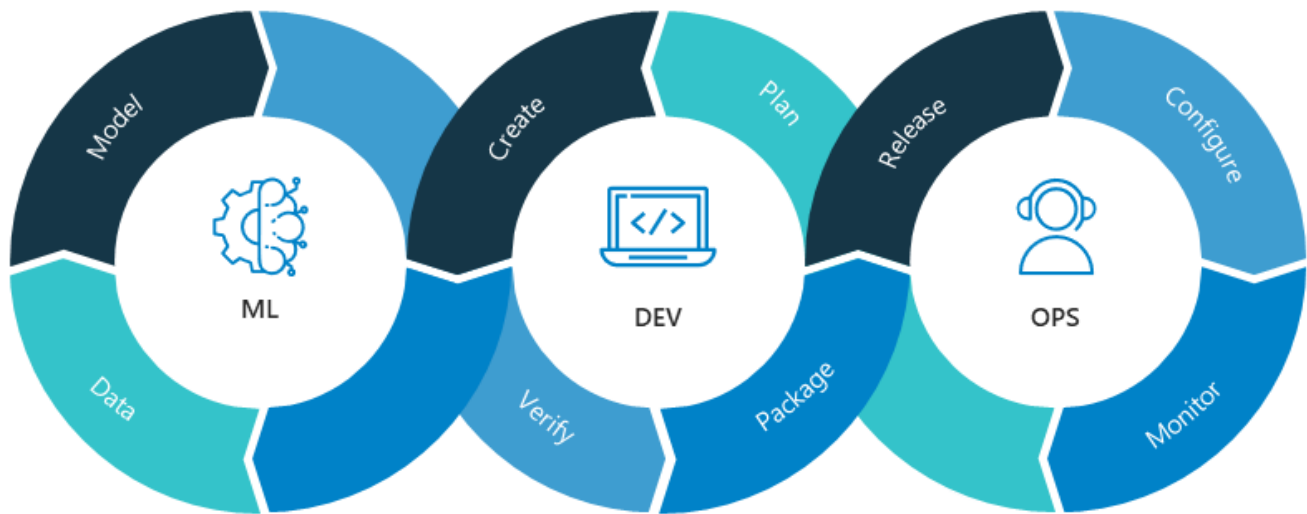 Model
Data
ML
Create
Plan
Verify
Package
DEV
Release
Configure
Monitor
OPS